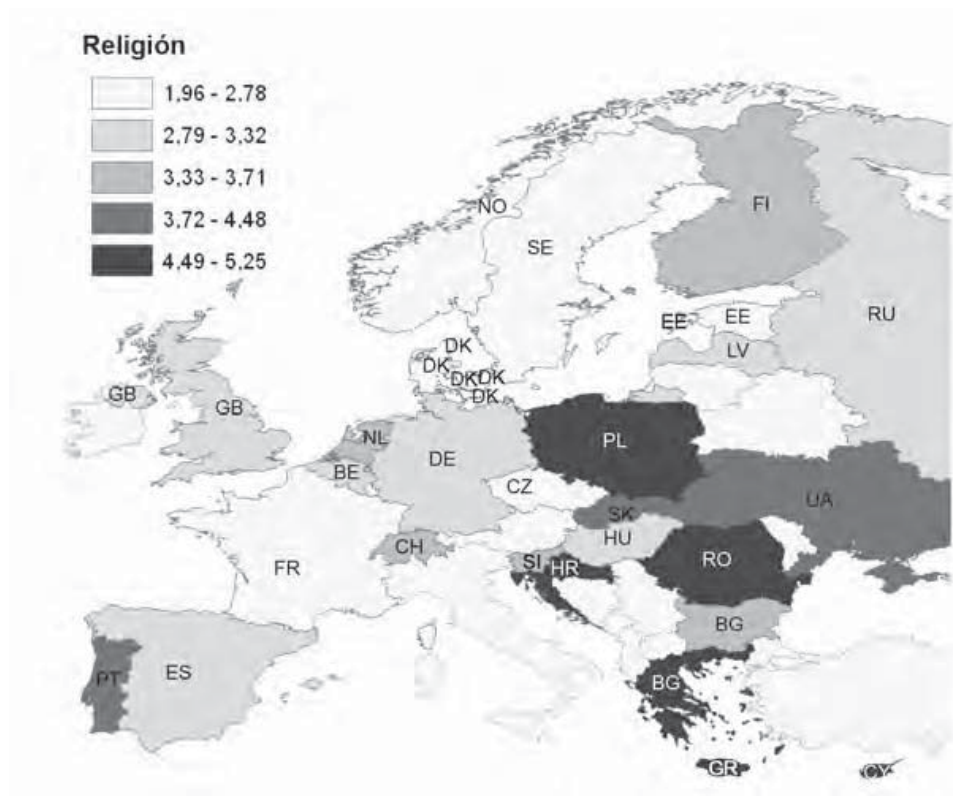 Religión
1,96 - 2,78
2,79 - 3,32
3,33 - 3,71
3,72 - 4,48
4,49 - 5,25
NO
SE
FI
RU
EE
EE
LV
DK
DK
DK
DK
DK
GB
GB
NL
BE
DE
PL
CZ
UA
SK
HU
CH
SI
HR
RO
FR
BG
PT
ES
BG
GR
CY